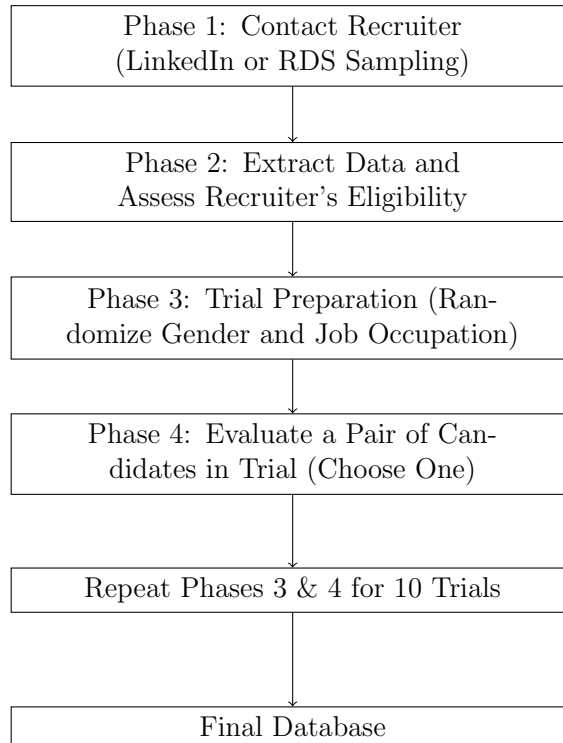 Phase 1: Contact Recruiter
(LinkedIn or RDS Sampling)
Phase 2: Extract Data and
Assess Recruiter's Eligibility
Phase 3: Trial Preparation (Ran-
domize Gender and Job Occupation)
Phase 4: Evaluate a Pair of Can-
didates in Trial (Choose One)
Repeat Phases 3 & 4 for 10 Trials
Final Database